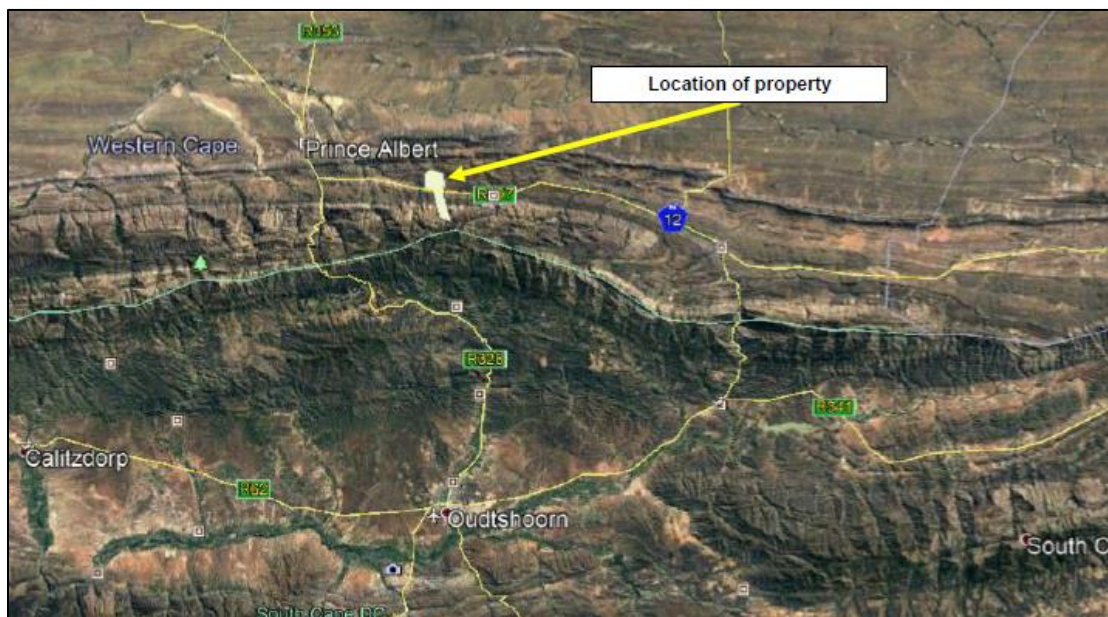 R353
Location of property
Western Cape
Prince Albert
12
R328
R341
Calitzdorp
R62
Oudtshoorn
South C